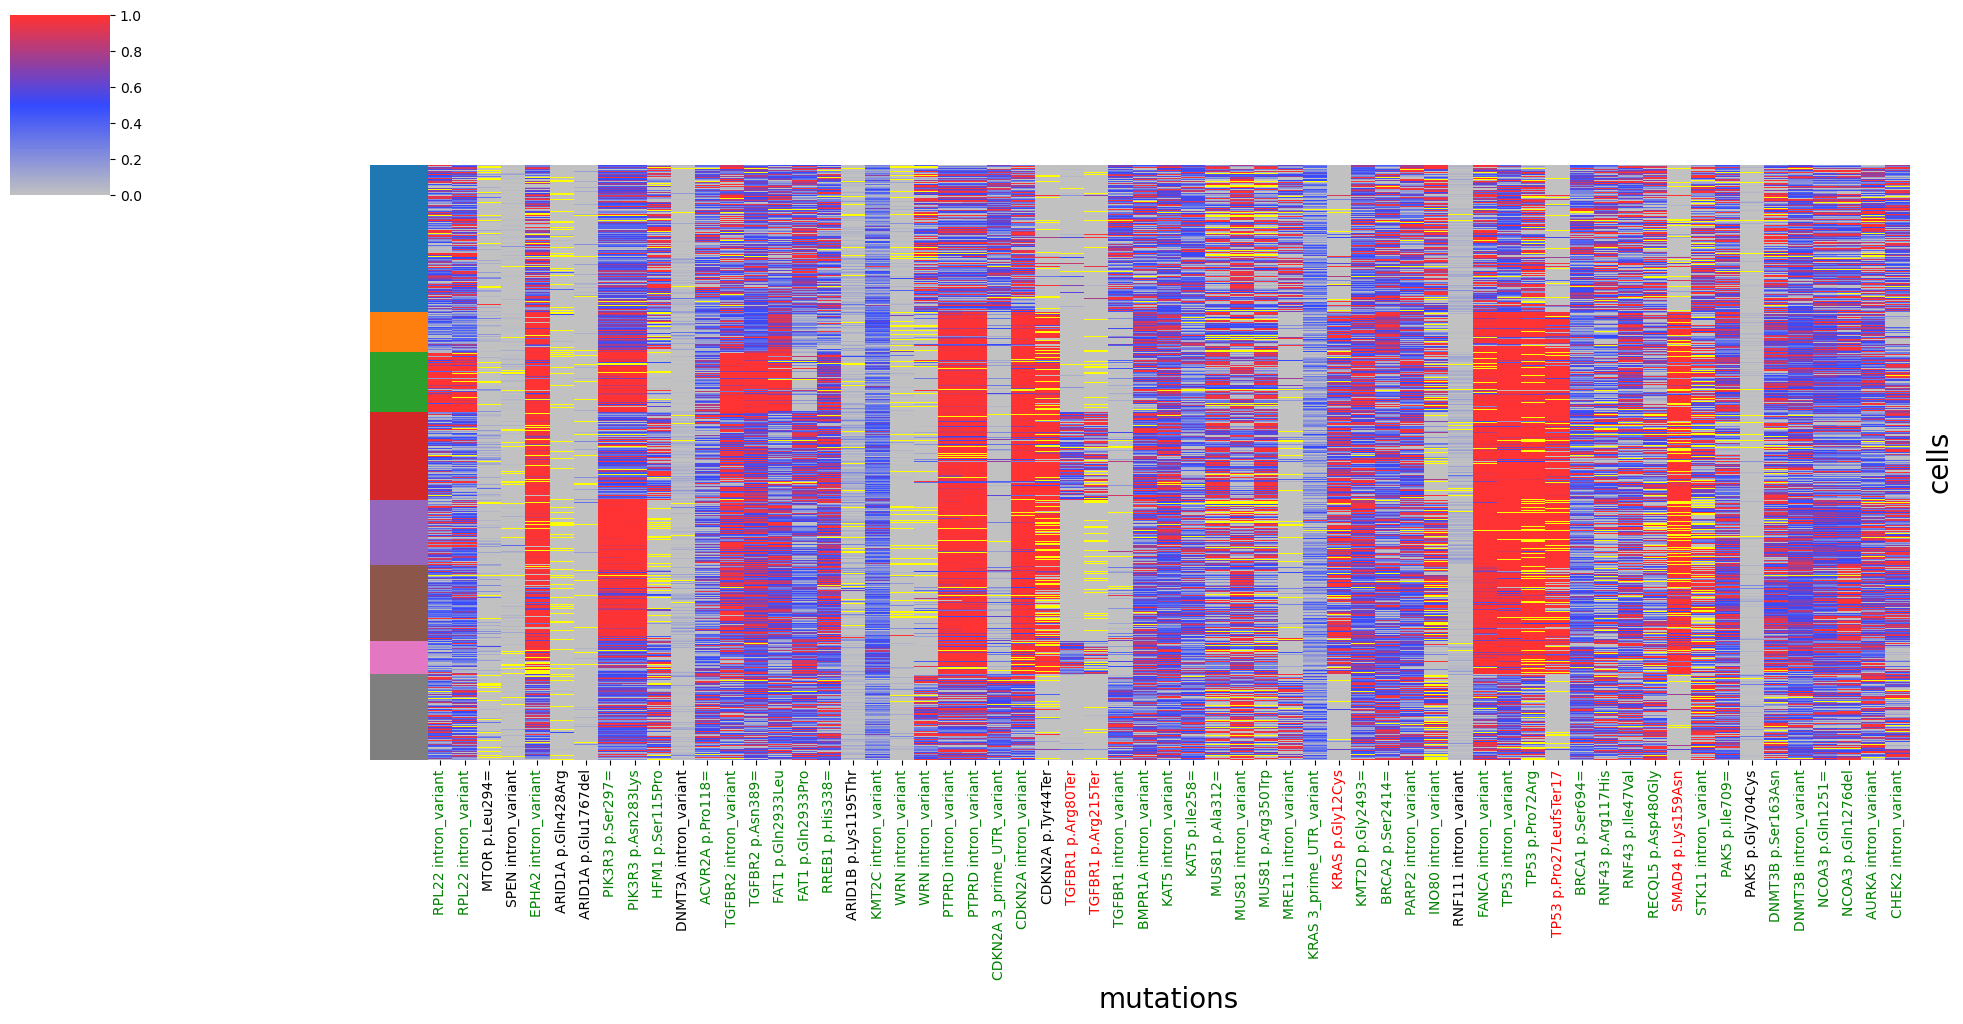 1.0
0.8
0.6
0.4
0.2
0.0
cells
RPL22 intron_variant
RPL22 intron_variant
MTOR p.Leu294=
SPEN intron_variant
EPHA2 intron_variant
ARID1A p.Gln428Arg
ARID1A p.Glu1767del
PIK3R3 p.Ser297=
PIK3R3 p.Asn283Lys
HFM1 p.Ser115Pro
DNMT3A intron_variant
ACVR2A p.Pro118=
TGFBR2 intron_variant
TGFBR2 p.Asn389=
FAT1 p.Gln2933Leu
FAT1 p.Gln2933Pro
RREB1 p.His338=
ARID1B p.Lys1195Thr
KMT2C intron_variant
WRN intron_variant
WRN intron_variant
PTPRD intron_variant
PTPRD intron_variant
CDKN2A 3_prime_UTR_variant
CDKN2A intron_variant
CDKN2A p.Tyr44Ter
TGFBR1 p.Arg80Ter
TGFBR1 p.Arg215Ter
TGFBR1 intron_variant
BMPR1A intron_variant
KAT5 intron_variant
KAT5 p.Ile258=
MUS81 p.Ala312=
MUS81 intron_variant
MUS81 p.Arg350Trp
MRE11 intron_variant
KRAS 3_prime_UTR_variant
KRAS p.Gly12Cys
KMT2D p.Gly2493=
BRCA2 p.Ser2414=
PARP2 intron_variant
INO80 intron_variant
RNF111 intron_variant
FANCA intron_variant
TP53 intron_variant
TP53 p.Pro72Arg
TP53 p.Pro27LeufsTer17
BRCA1 p.Ser694=
RNF43 p.Arg117His
RNF43 p.Ile47Val
RECQL5 p.Asp480Gly
SMAD4 p.Lys159Asn
STK11 intron_variant
PAK5 p.Ile709=
PAK5 p.Gly704Cys
DNMT3B p.Ser163Asn
DNMT3B intron_variant
NCOA3 p.Gln1251=
NCOA3 p.Gln1276del
AURKA intron_variant
CHEK2 intron_variant
mutations